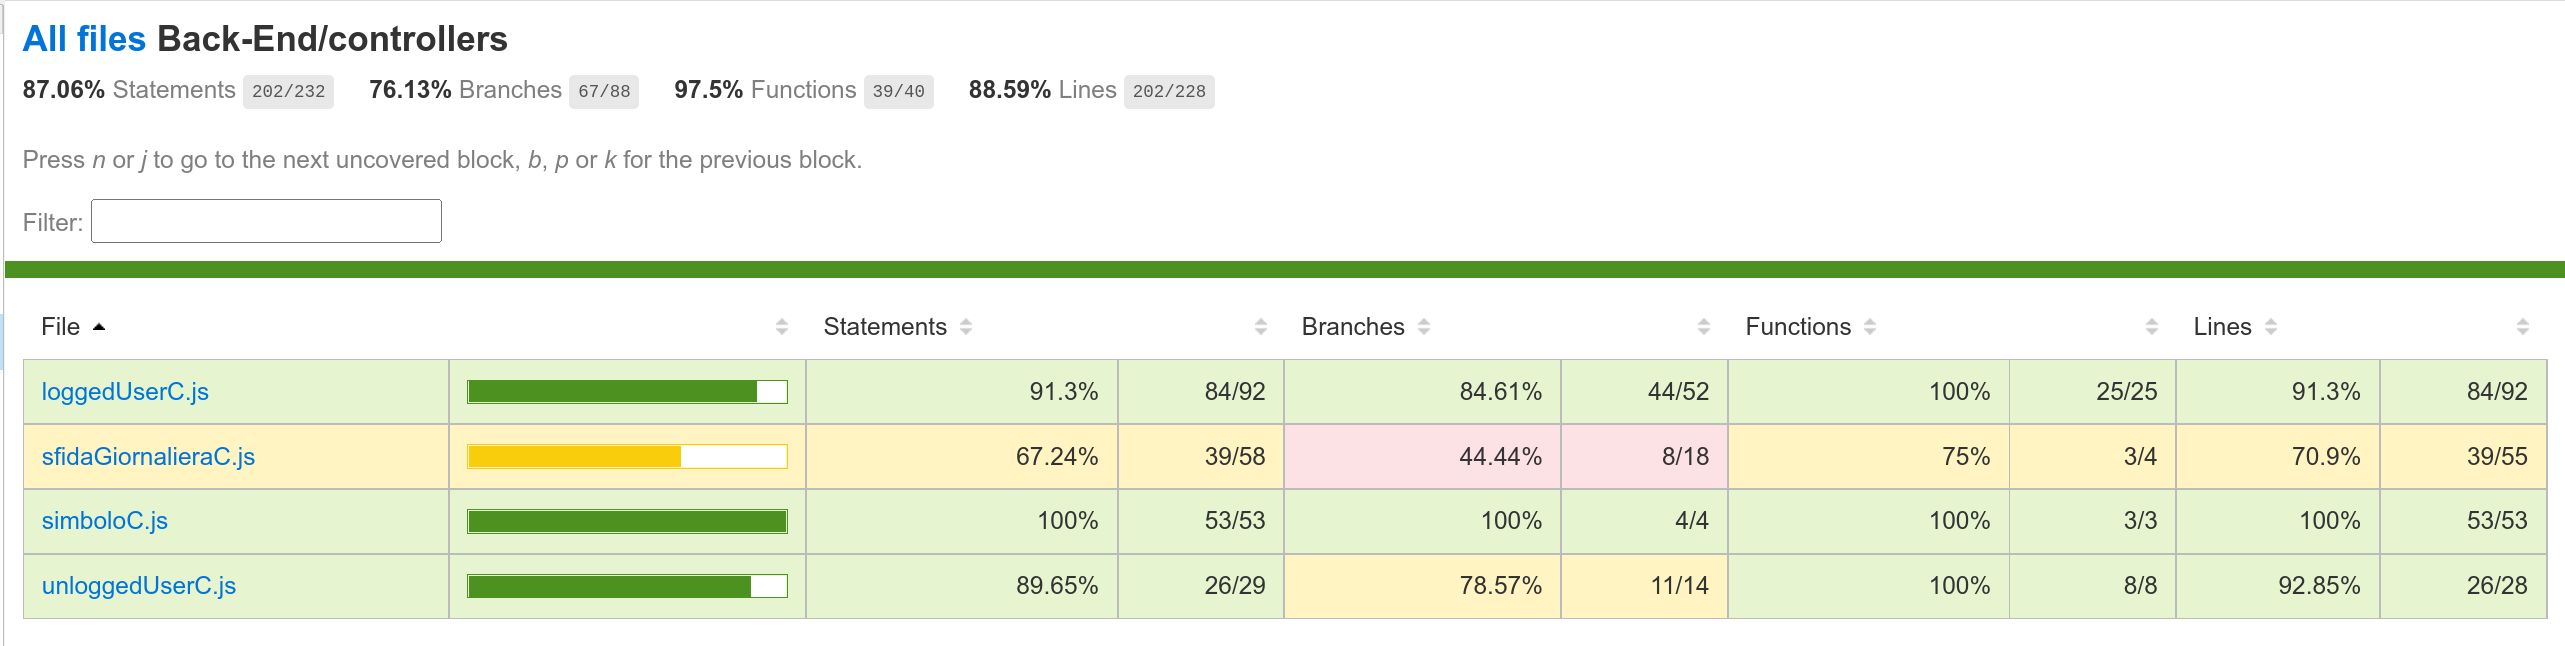 All files Back-End/controllers
87.06% Statements 202/232 76.13% Branches 67/88 97.5% Functions 39/40 88.59% Lines 202/228
Press n or j to go to the next uncovered block, b, p or k for the previous block.
Filter:
File Statements Branches Functions Lines
loggedUserC.js 91.3% 84/92 84.61% 44/52 100% 25/25 91.3% 84/92
sfidaGiornalieraC.js 67.24% 39/58 44.44% 8/18 75% 3/4 70.9% 39/55
simboloC.js 100% 53/53 100% 4/4 100% 3/3 100% 53/53
unloggedUserC.js 89.65% 26/29 78.57% 11/14 100% 8/8 92.85% 26/28